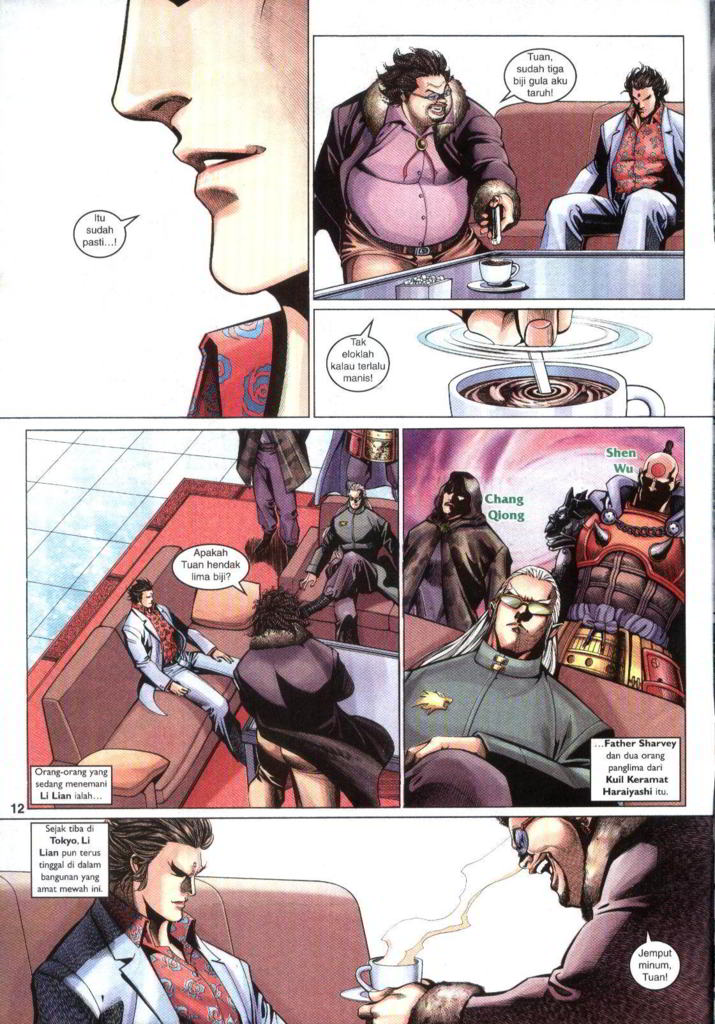 Itu
sudah
pasti...!
Tuan,
sudah tiga
biji gula aku
taruh!
Tak
eloklah
kalau terlalu
manis!
Apakah
Tuan hendak
lima biji?
Orang-orang yang
sedang menemani
Li Lian ialah...
Chang
Qiong
Shen
Wu
...Father Sharvey
dan dua orang
panglima dari
Kuil Keramat
Haraiyashi itu.
12
Sejak tiba di
Tokyo, Li
Lian pun terus
tinggal di dalam
bangunan yang
amat mewah ini.
Jemput
minum,
Tuan!